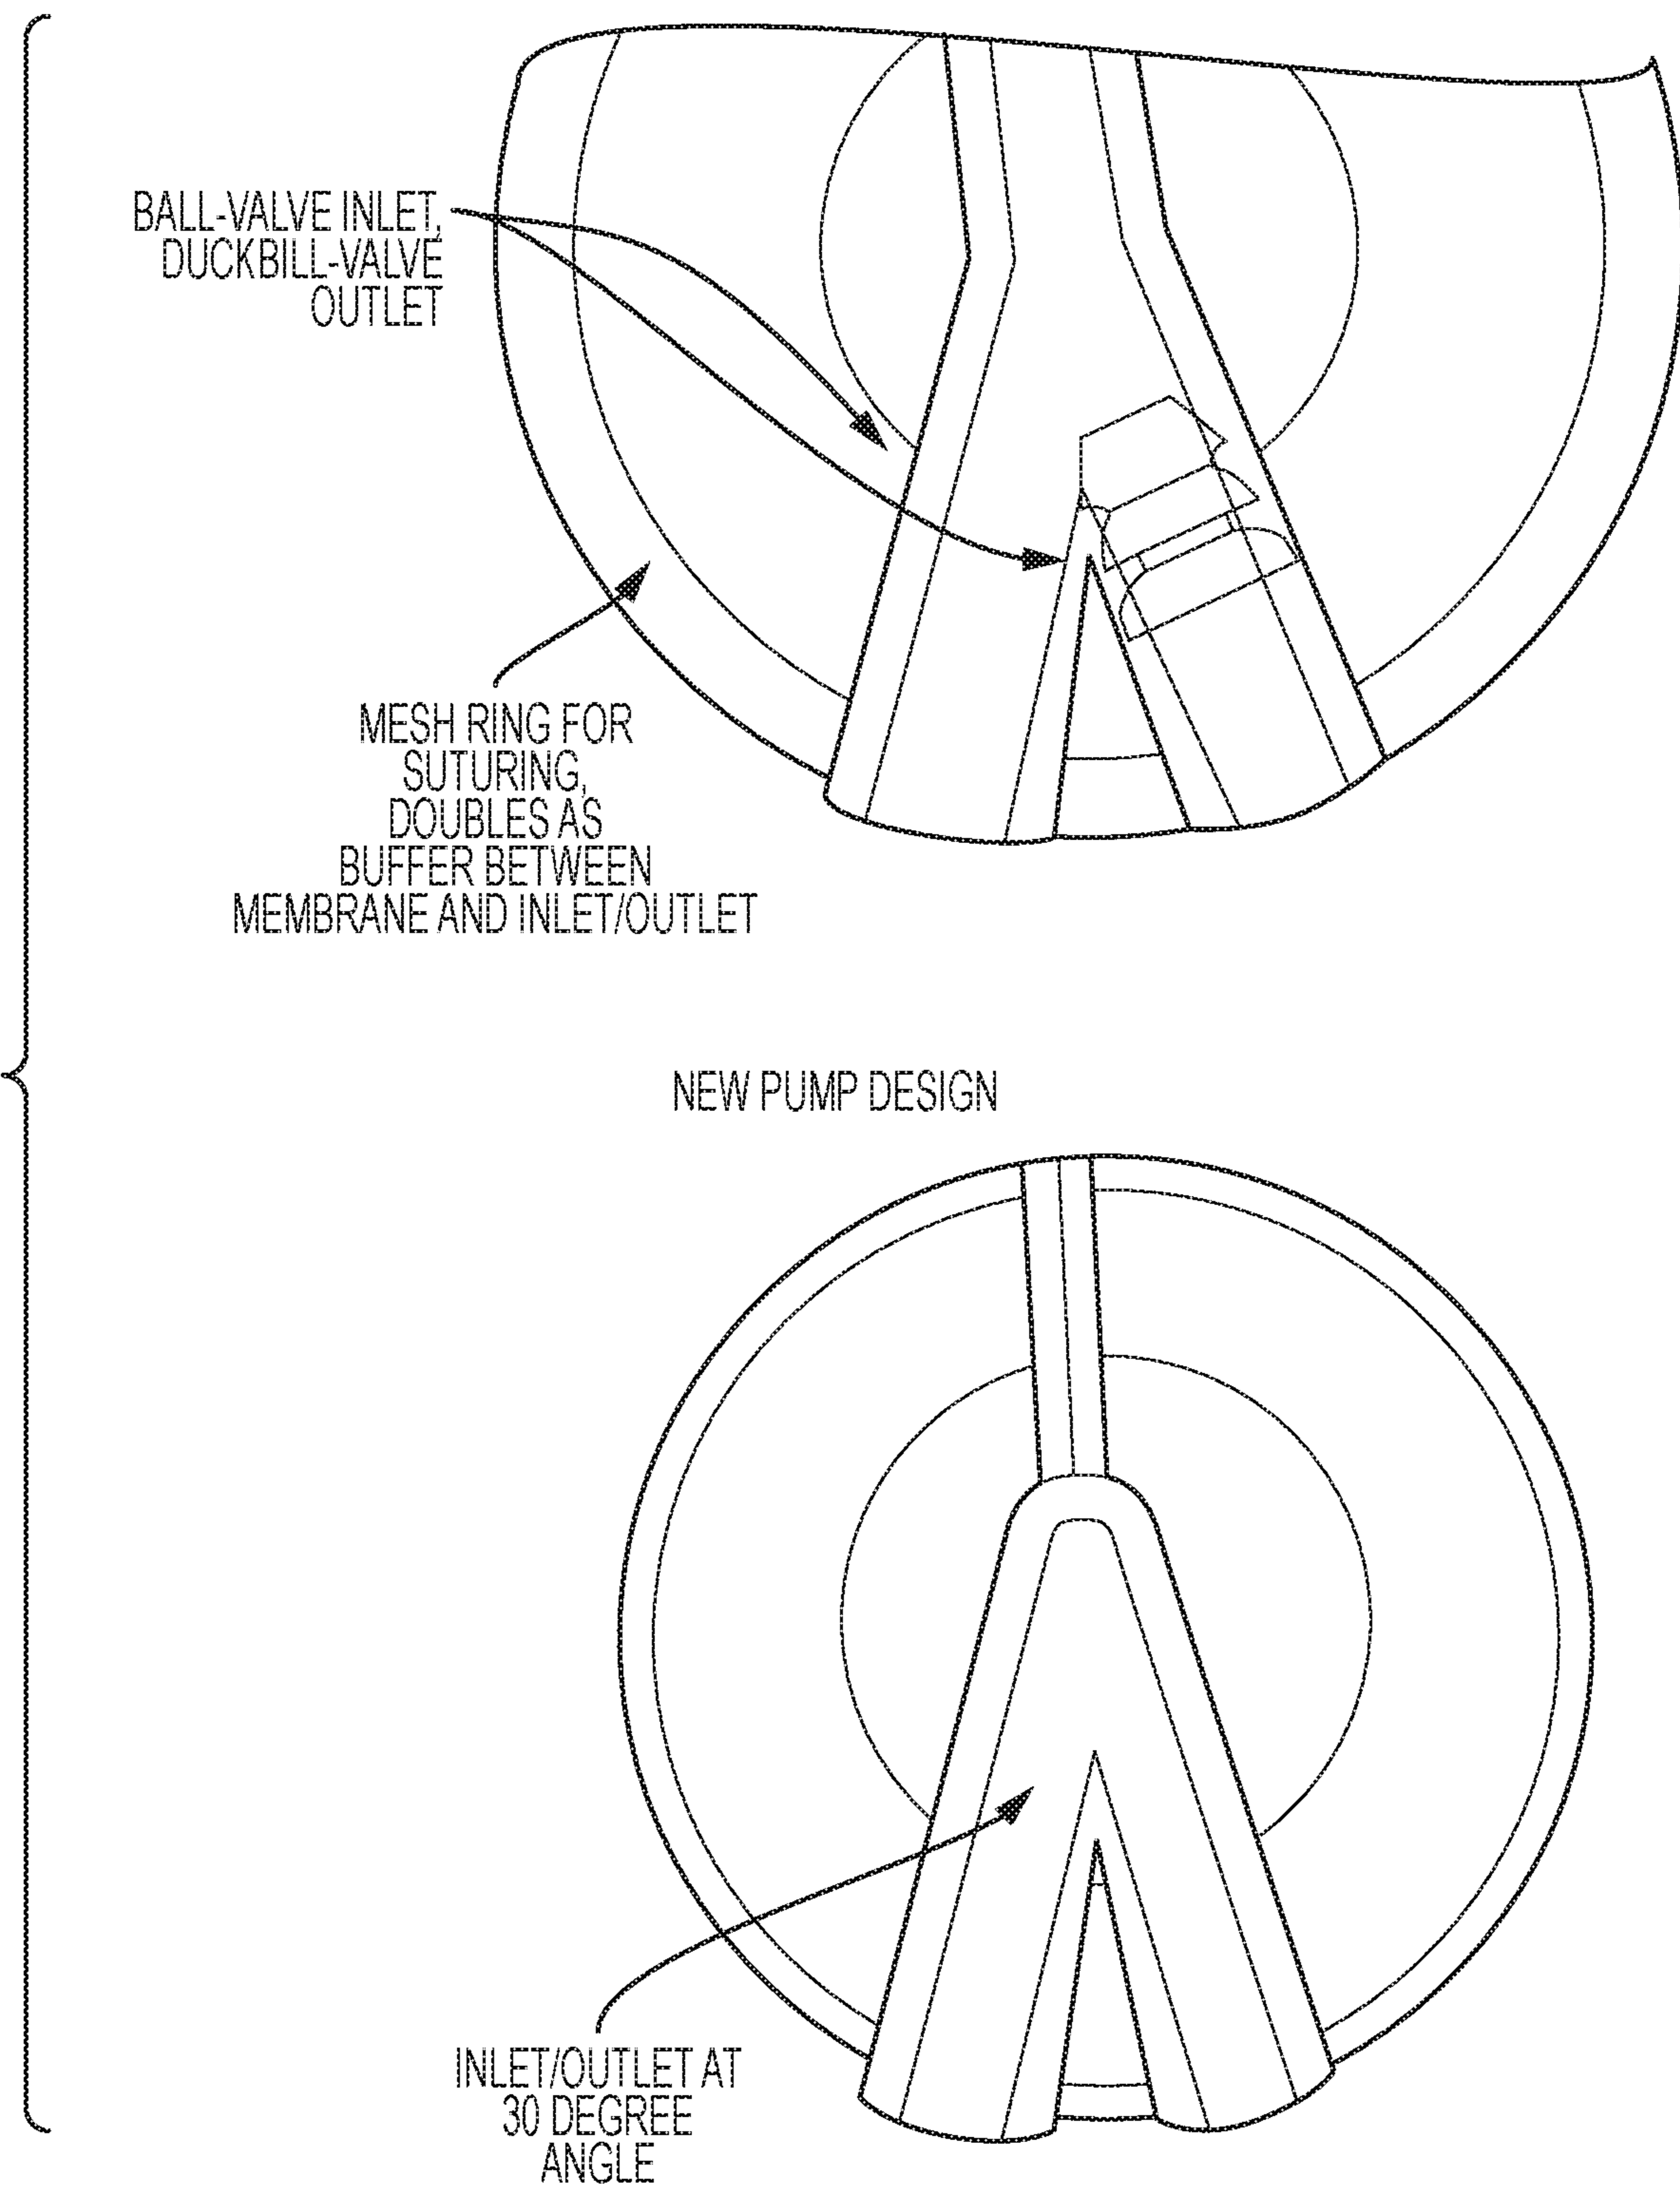 BALL-VALVE INLET,
DUCKBILL-VALVE
OUTLET
MESH RING FOR
SUTURING,
DOUBLES AS
BUFFER BETWEEN
MEMBRANE AND INLET/OUTLET
NEW PUMP DESIGN
INLET/OUTLET AT
30 DEGREE
ANGLE